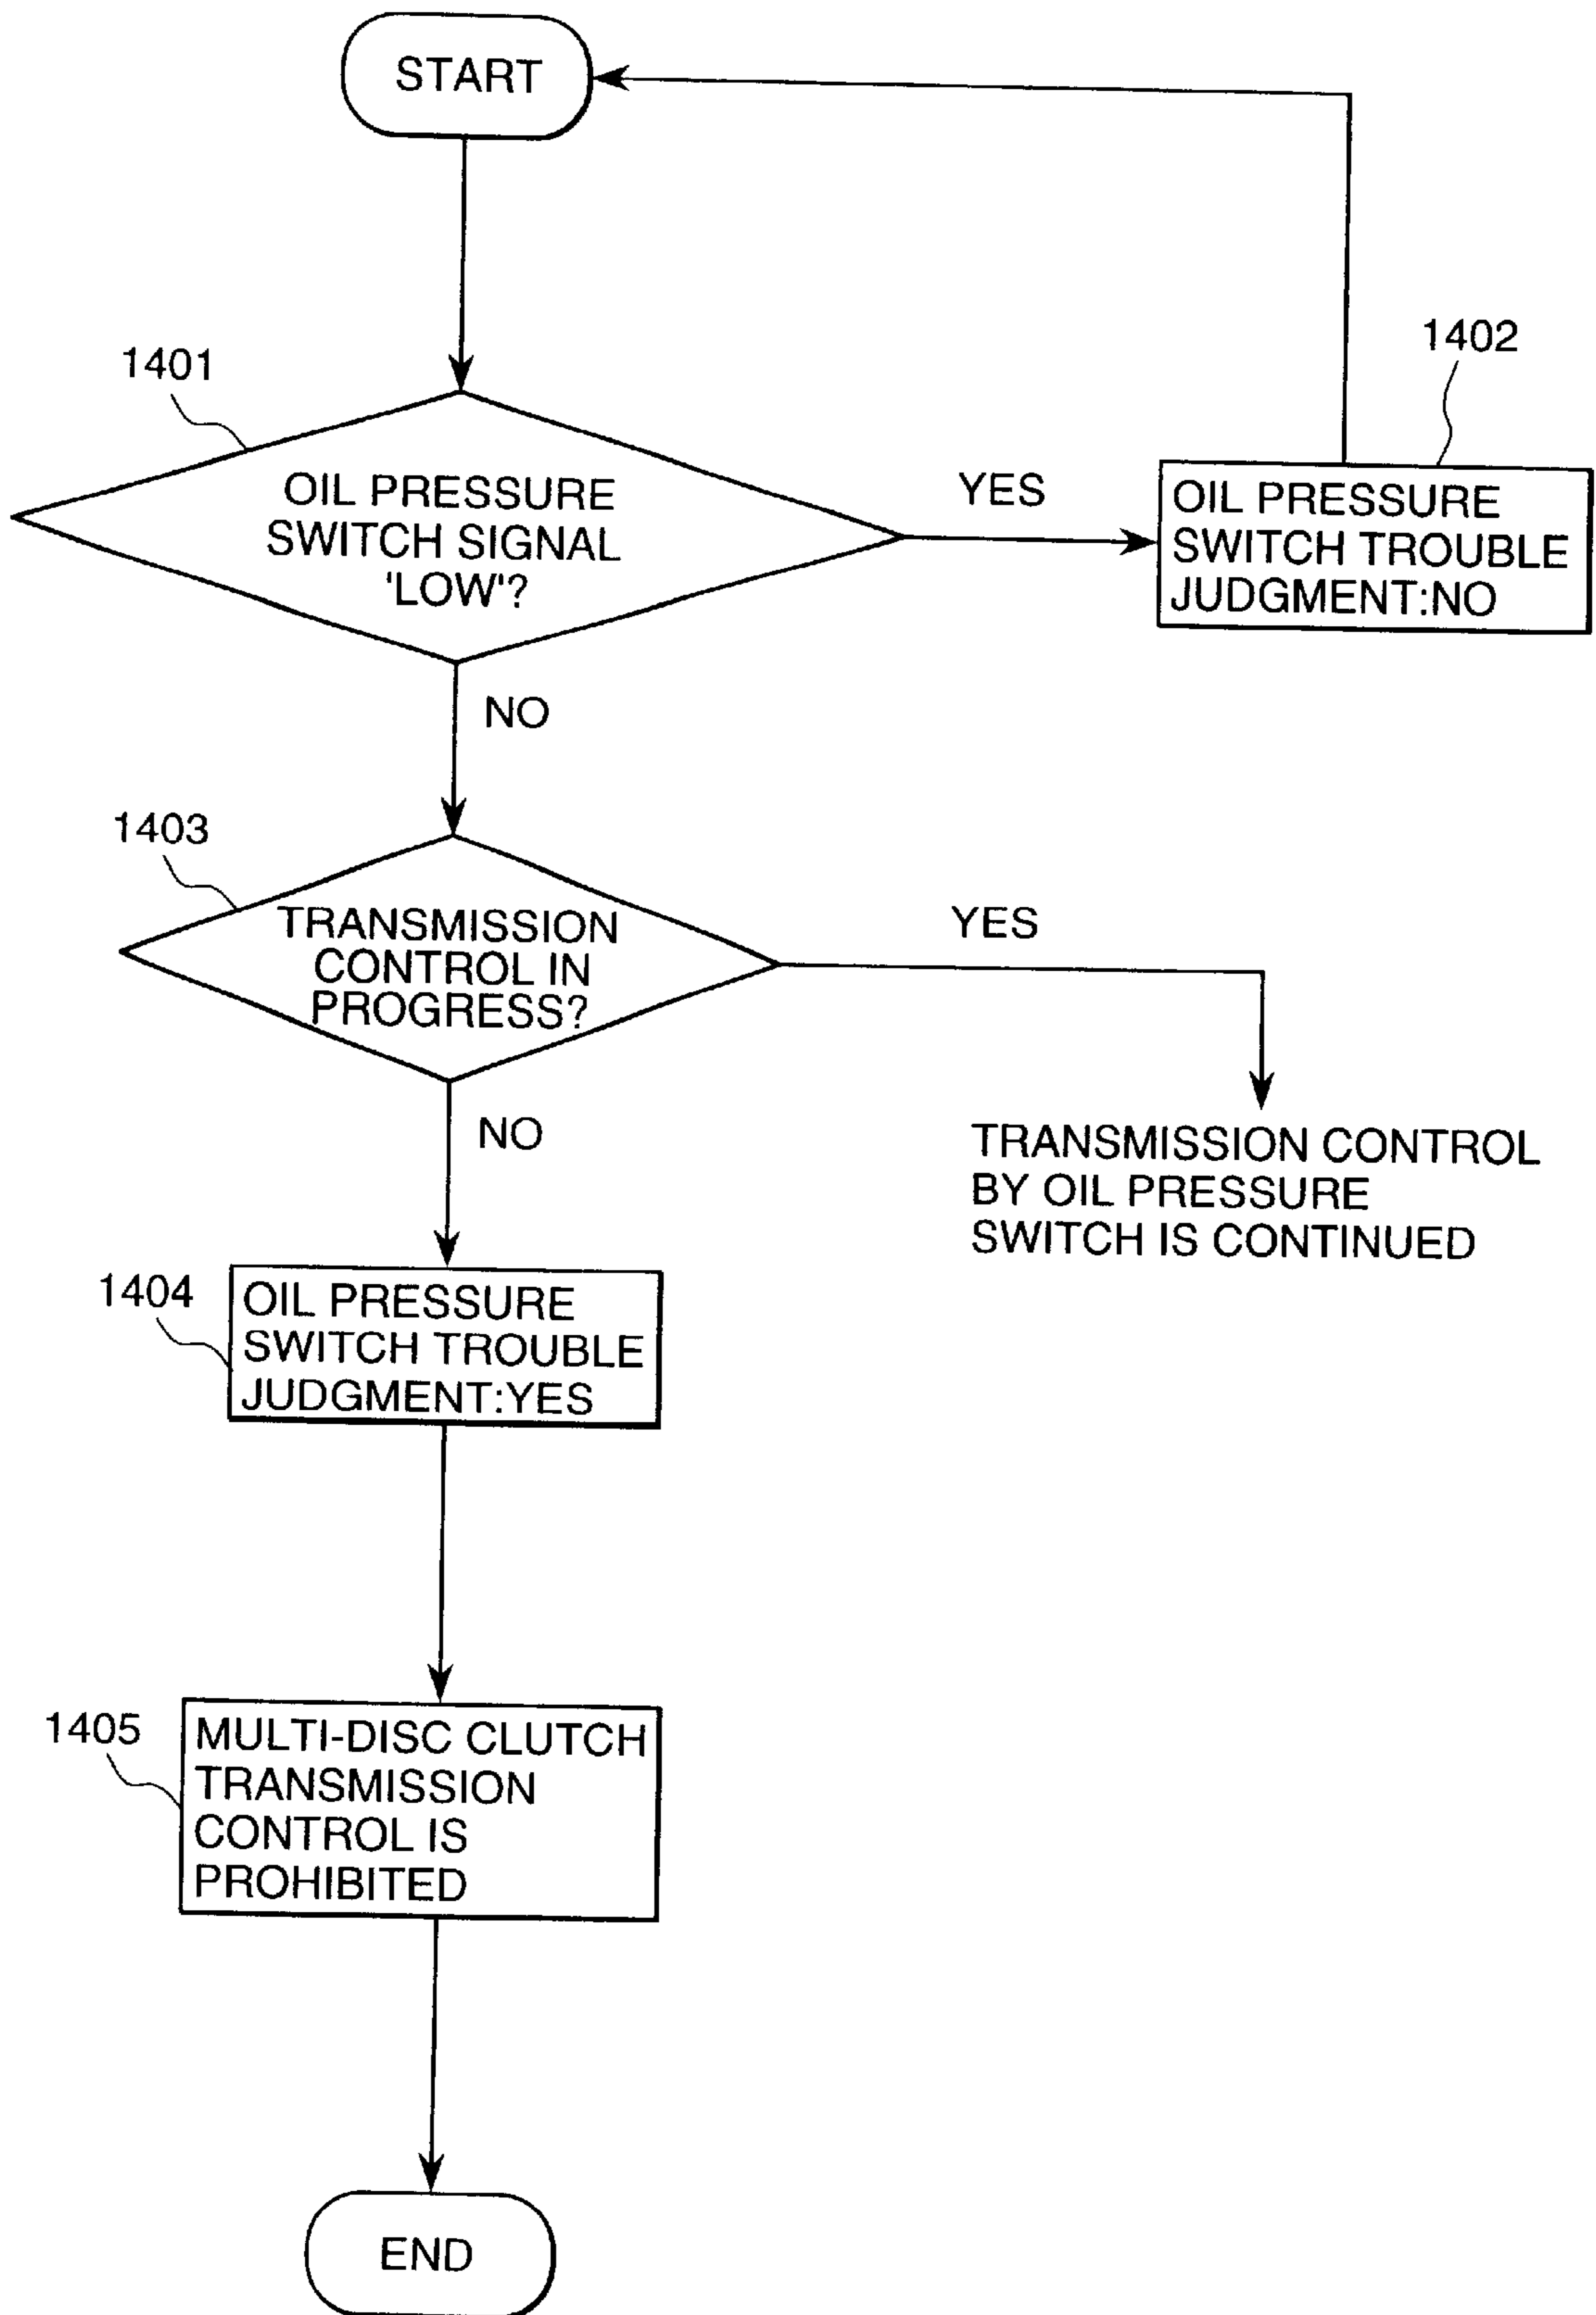 START
1401
OIL PRESSURE
SWITCH SIGNAL
'LOW'?
YES
1402
OIL PRESSURE
SWITCH TROUBLE
JUDGMENT:NO
NO
1403
TRANSMISSION
CONTROL IN
PROGRESS?
YES
TRANSMISSION CONTROL
BY OIL PRESSURE
SWITCH IS CONTINUED
NO
1404
OIL PRESSURE
SWITCH TROUBLE
JUDGMENT:YES
1405
MULTI-DISC CLUTCH
TRANSMISSION
CONTROL IS
PROHIBITED
END